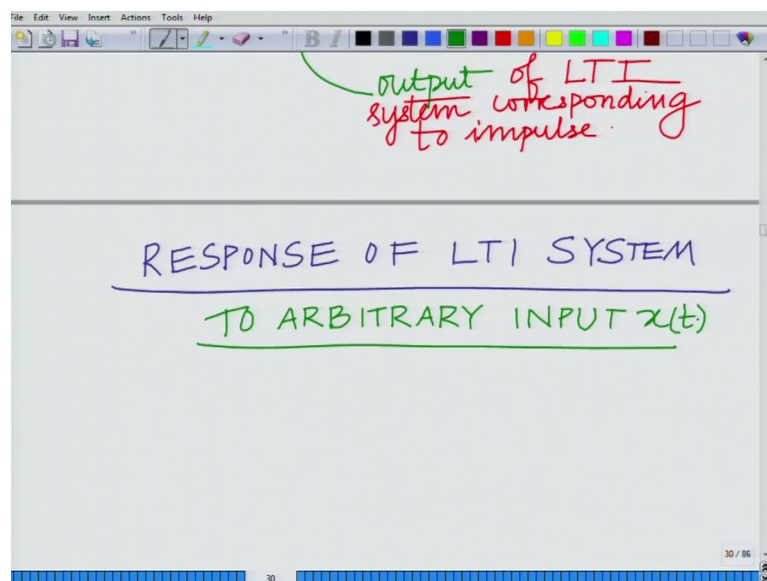 File Edit View Insert Actions Tools Help
output of LTI
system corresponding
to impulse.
RESPONSE OF LTI SYSTEM
TO ARBITRARY INPUT x(t)
30 / 86
30